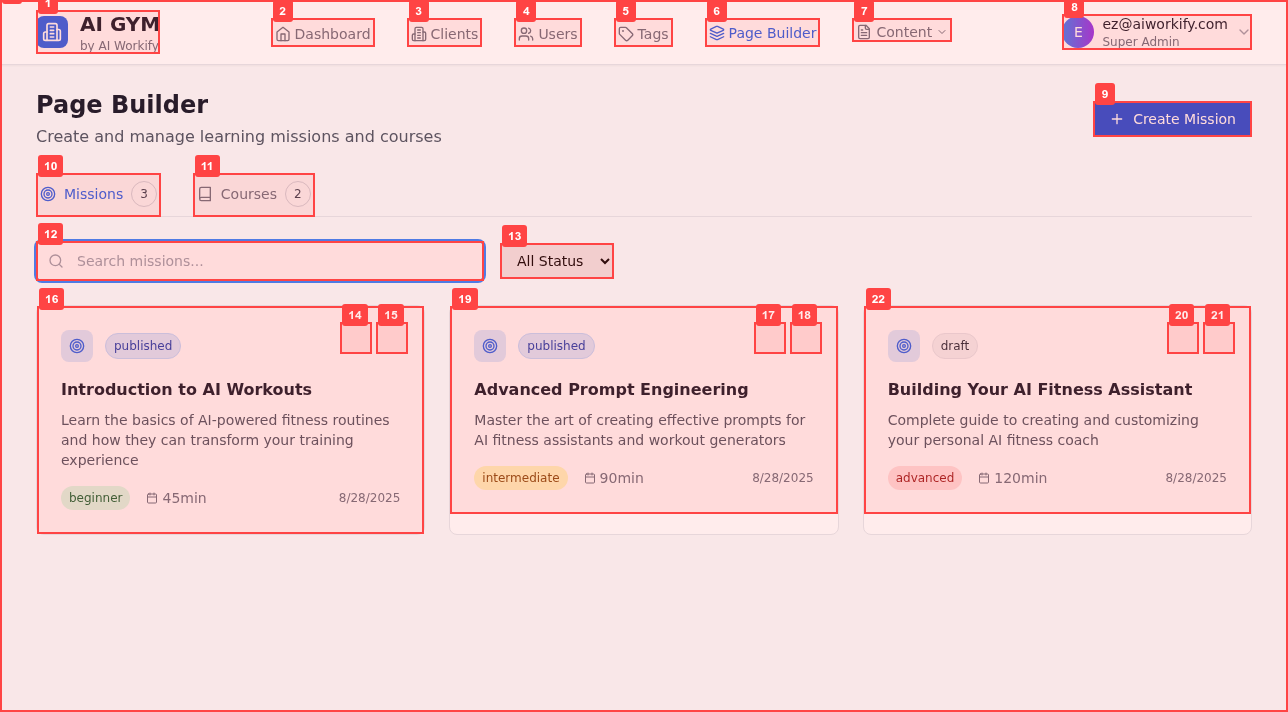 1
2
3
4
5
6
7
8
AI GYM
by AI Workify
Dashboard
Clients
Users
Tags
Page Builder
Content
E
ez@aiworkify.com
Super Admin
Page Builder
Create and manage learning missions and courses
9
Create Mission
10
Missions 3
11
Courses 2
12
Search missions...
13
All Status
16
14
15
published
Introduction to AI Workouts
Learn the basics of AI-powered fitness routines
and how they can transform your training
experience
beginner
45min
8/28/2025
19
17
18
published
Advanced Prompt Engineering
Master the art of creating effective prompts for
AI fitness assistants and workout generators
intermediate
90min
8/28/2025
22
20
21
draft
Building Your AI Fitness Assistant
Complete guide to creating and customizing
your personal AI fitness coach
advanced
120min
8/28/2025